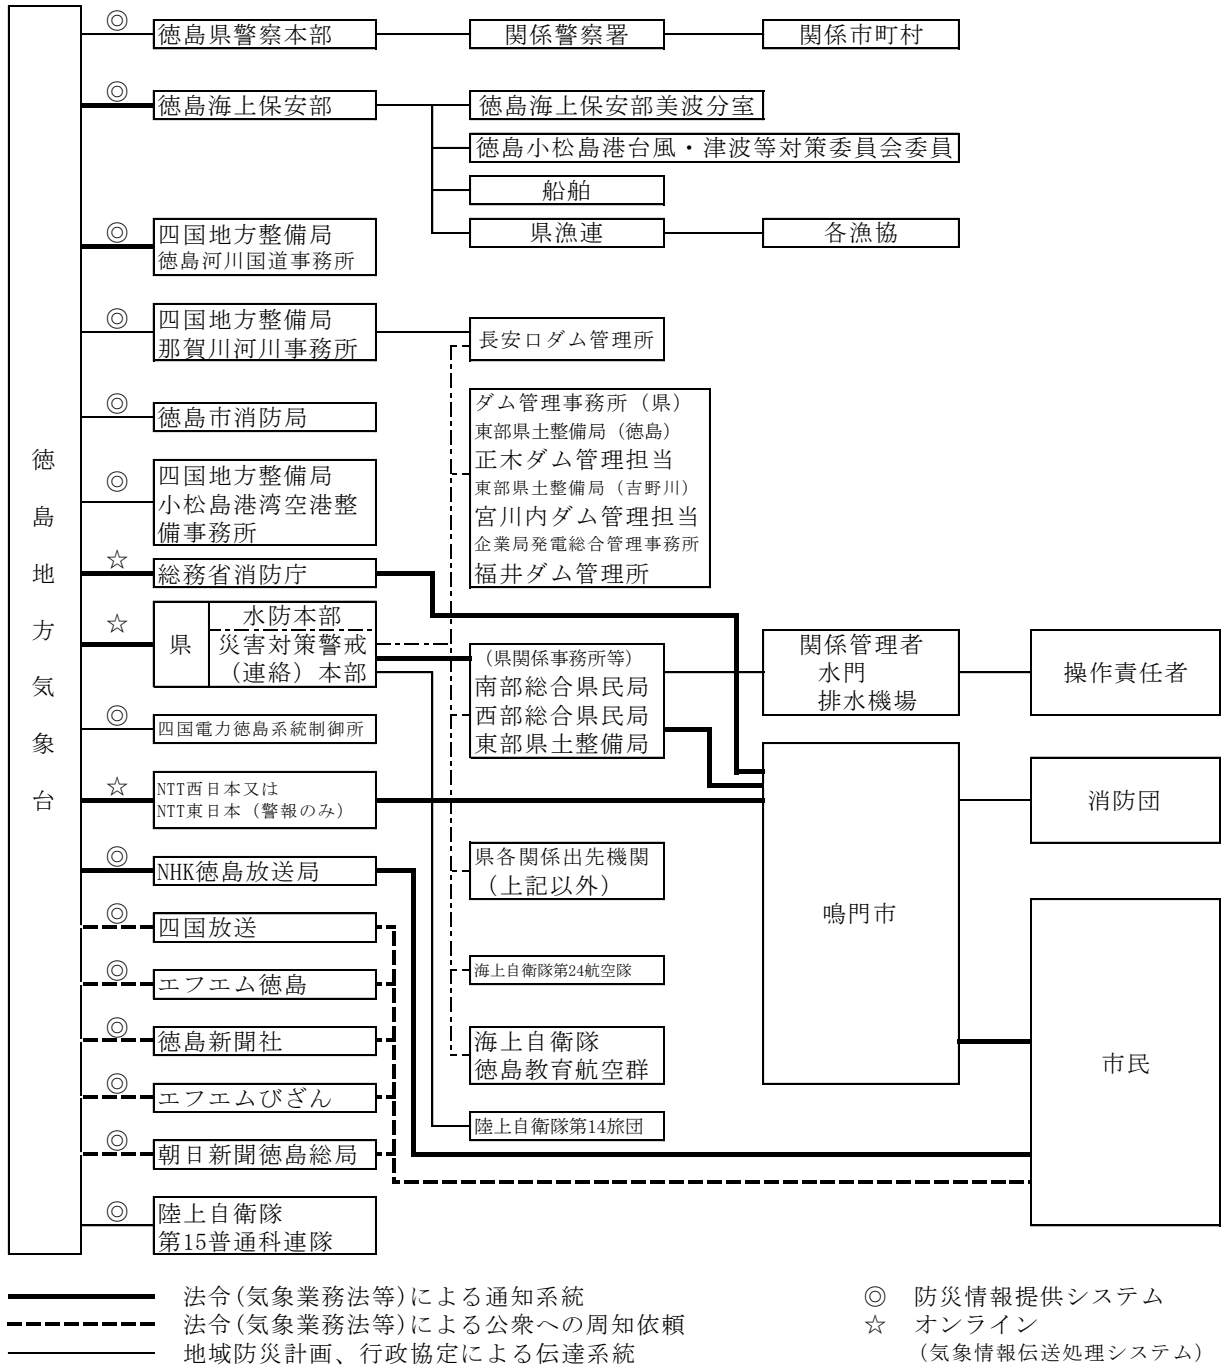 徳島地方気象台
◎
徳島県警察本部
関係警察署
関係市町村
◎
徳島海上保安部
徳島海上保安部美波分室
徳島小松島港台風・津波等対策委員会委員
船舶
県漁連
各漁協
◎
四国地方整備局
徳島河川国道事務所
◎
四国地方整備局
那賀川河川事務所
長安口ダム管理所
◎
徳島市消防局
ダム管理事務所（県）
東部県土整備局（徳島）
正木ダム管理担当
東部県土整備局（吉野川）
宮川内ダム管理担当
企業局発電総合管理事務所
福井ダム管理所
◎
四国地方整備局
小松島港湾空港整
備事務所
☆
総務省消防庁
☆
県
水防本部
災害対策警戒
（連絡）本部
（県関係事務所等）
南部総合県民局
西部総合県民局
東部県土整備局
関係管理者
水門
排水機場
操作責任者
◎
四国電力徳島系統制御所
☆
NTT西日本又は
NTT東日本（警報のみ）
鳴門市
消防団
市民
◎
NHK徳島放送局
県各関係出先機関
（上記以外）
◎
四国放送
◎
エフエム徳島
海上自衛隊第24航空隊
◎
徳島新聞社
海上自衛隊
徳島教育航空群
◎
エフエムびざん
陸上自衛隊第14旅団
◎
朝日新聞徳島総局
◎
陸上自衛隊
第15普通科連隊
法令(気象業務法等)による通知系統
法令(気象業務法等)による公衆への周知依頼
地域防災計画、行政協定による伝達系統
◎ 防災情報提供システム
☆ オンライン
（気象情報伝送処理システム）